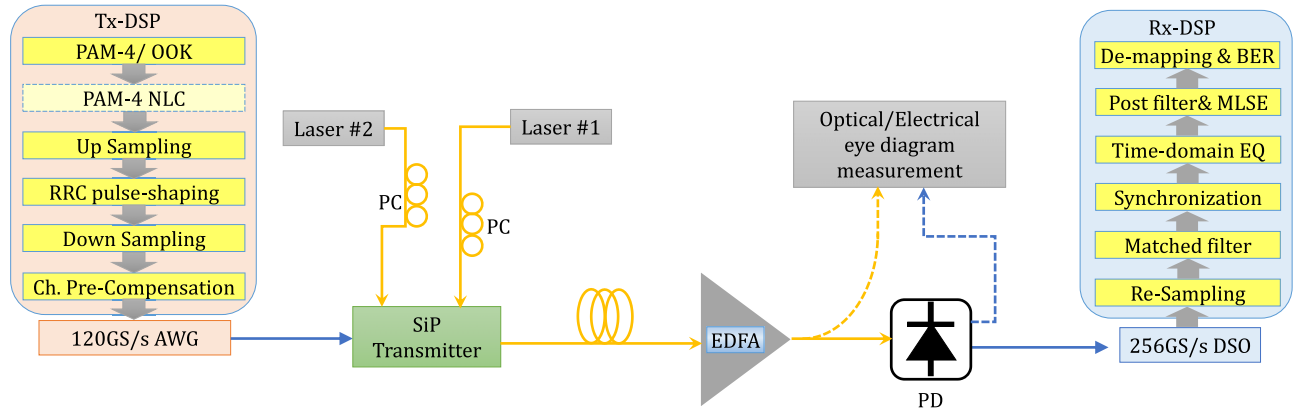 Tx-DSP
PAM-4/ OOK
PAM-4 NLC
Up Sampling
RRC pulse-shaping
Down Sampling
Ch. Pre-Compensation
120GS/s AWG
Laser #2
Laser #1
PC
PC
SiP
Transmitter
EDFA
Optical/Electrical
eye diagram
measurement
PD
Rx-DSP
De-mapping & BER
Post filter& MLSE
Time-domain EQ
Synchronization
Matched filter
Re-Sampling
256GS/s DSO